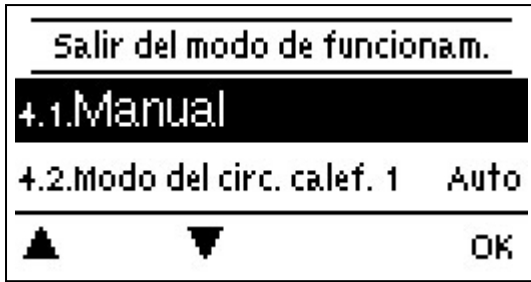 Salir del modo de funcionam.
4.1.Manual
4.2.Modo del circ. calef. 1 Auto
OK